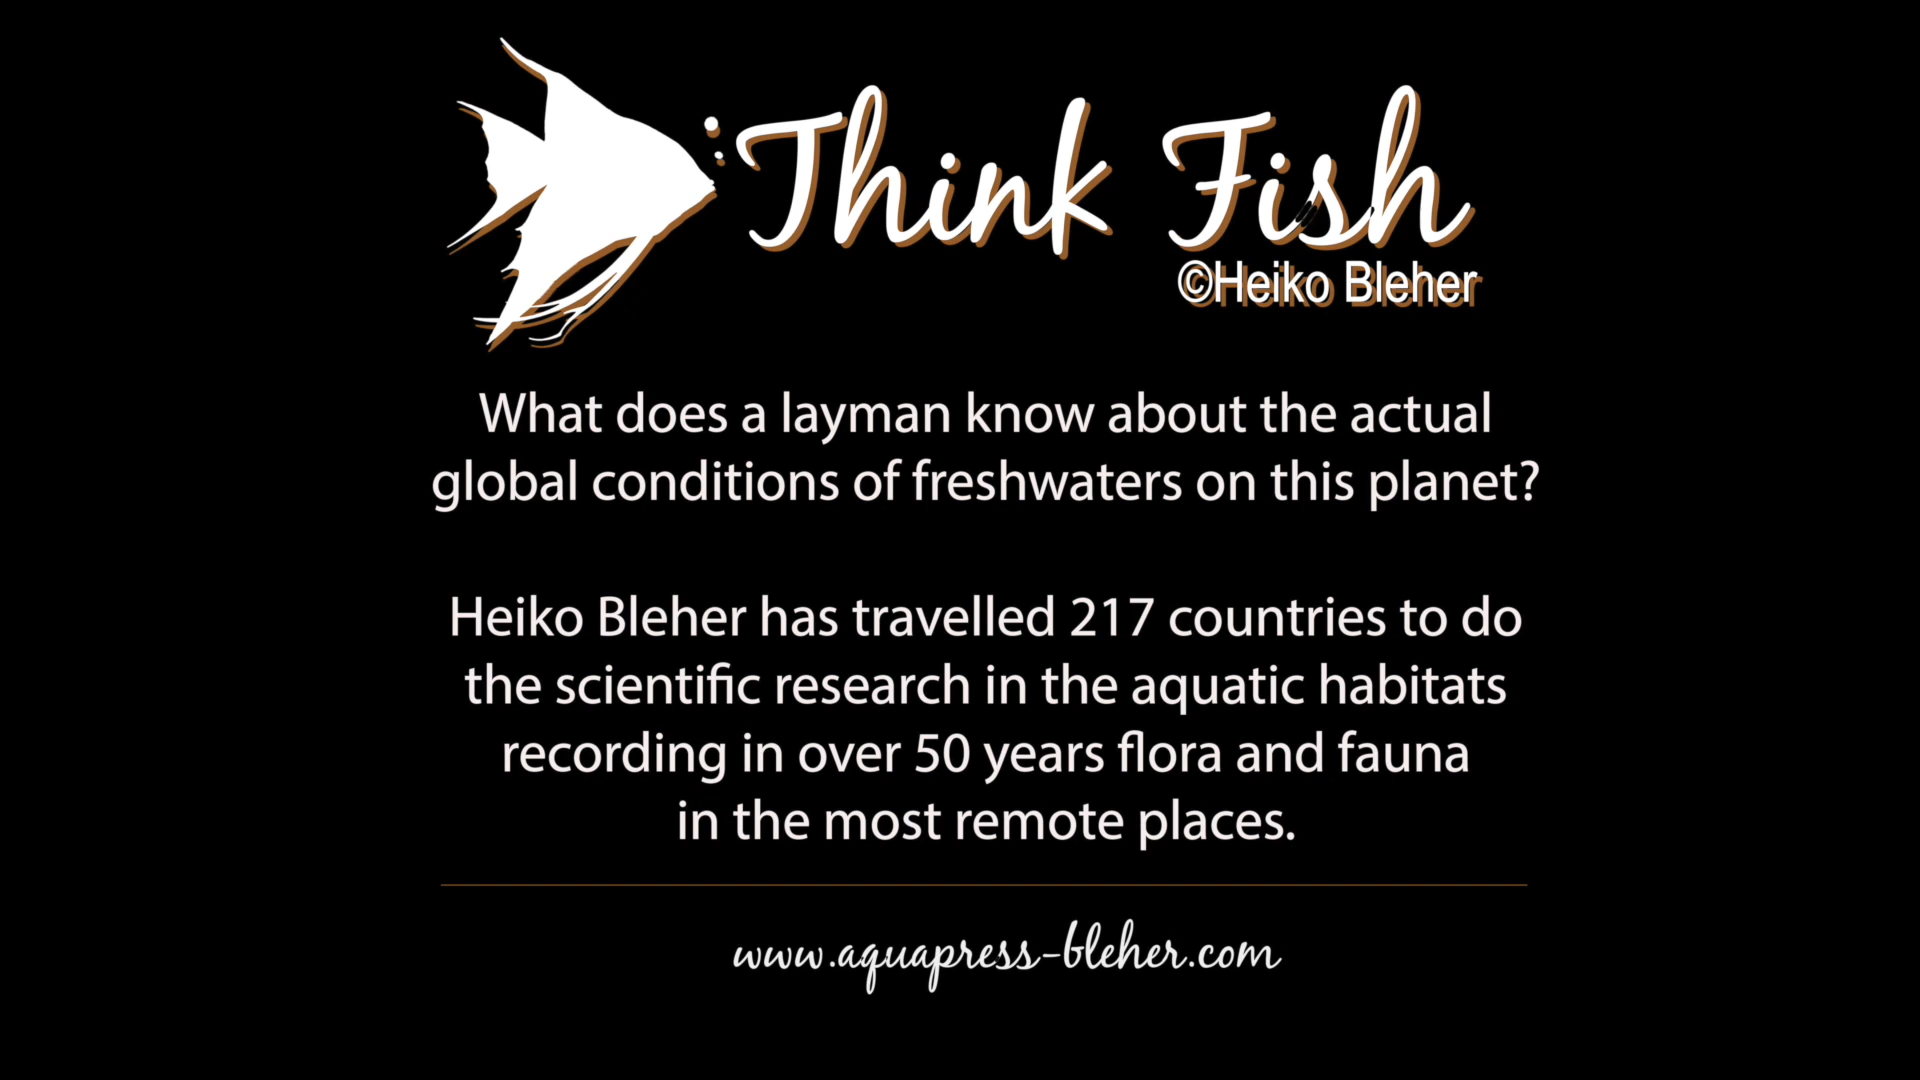 Think Fish
©Heiko Bleher
What does a layman know about the actual
global conditions of freshwaters on this planet?
Heiko Bleher has travelled 217 countries to do
the scientific research in the aquatic habitats
recording in over 50 years flora and fauna
in the most remote places.
www.aquapress-bleher.com